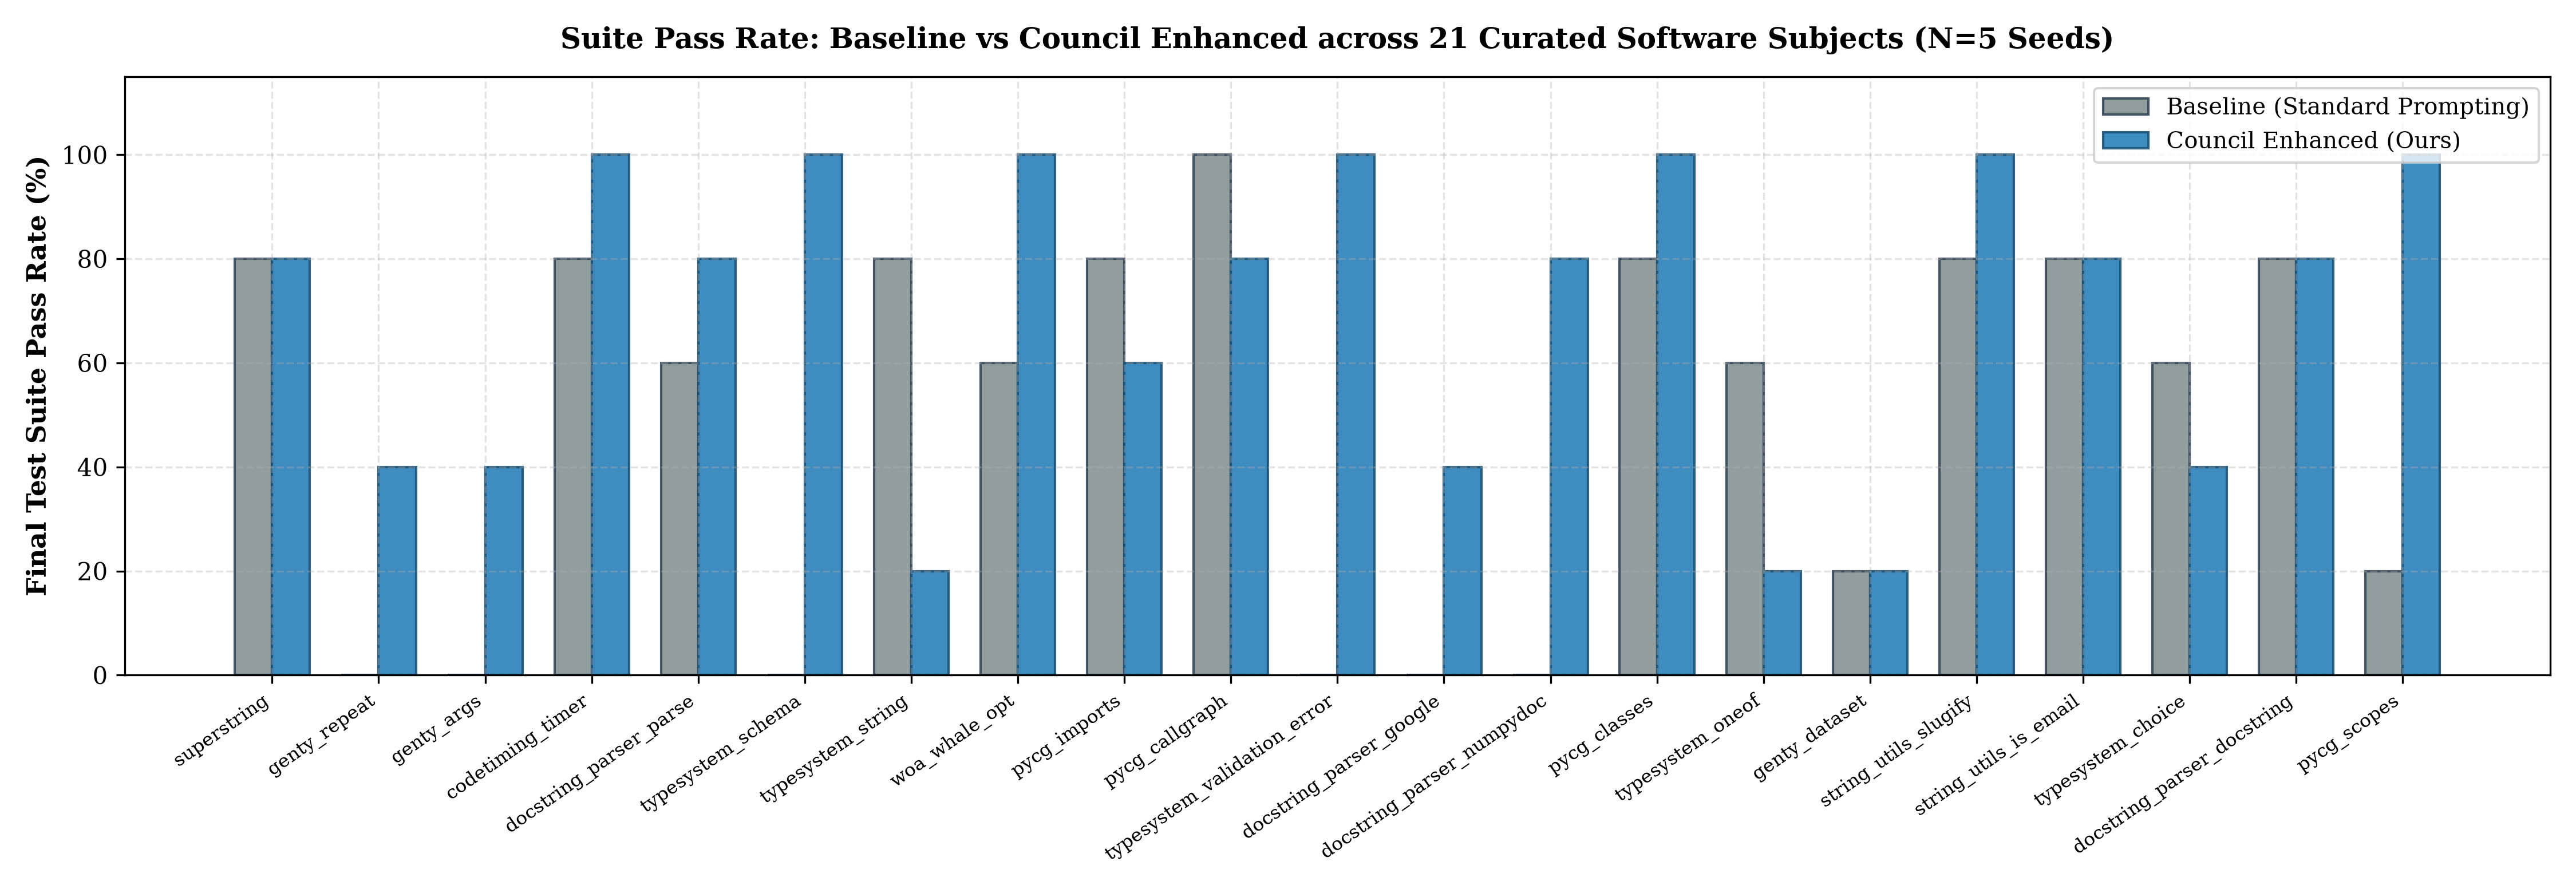 Suite Pass Rate: Baseline vs Council Enhanced across 21 Curated Software Subjects (N=5 Seeds)
Baseline (Standard Prompting)
Council Enhanced (Ours)
Final Test Suite Pass Rate (%)
100
80
60
40
20
0
superstring
genty_repeat
genty_args
codetiming_timer
docstring_parser_parse
typesystem_schema
typesystem_string
woa_whale_opt
pycg_imports
pycg_callgraph
typesystem_validation_error
docstring_parser_google
docstring_parser_numpydoc
pycg_classes
typesystem_oneof
genty_dataset
string_utils_slugify
string_utils_is_email
typesystem_choice
docstring_parser_docstring
pycg_scopes